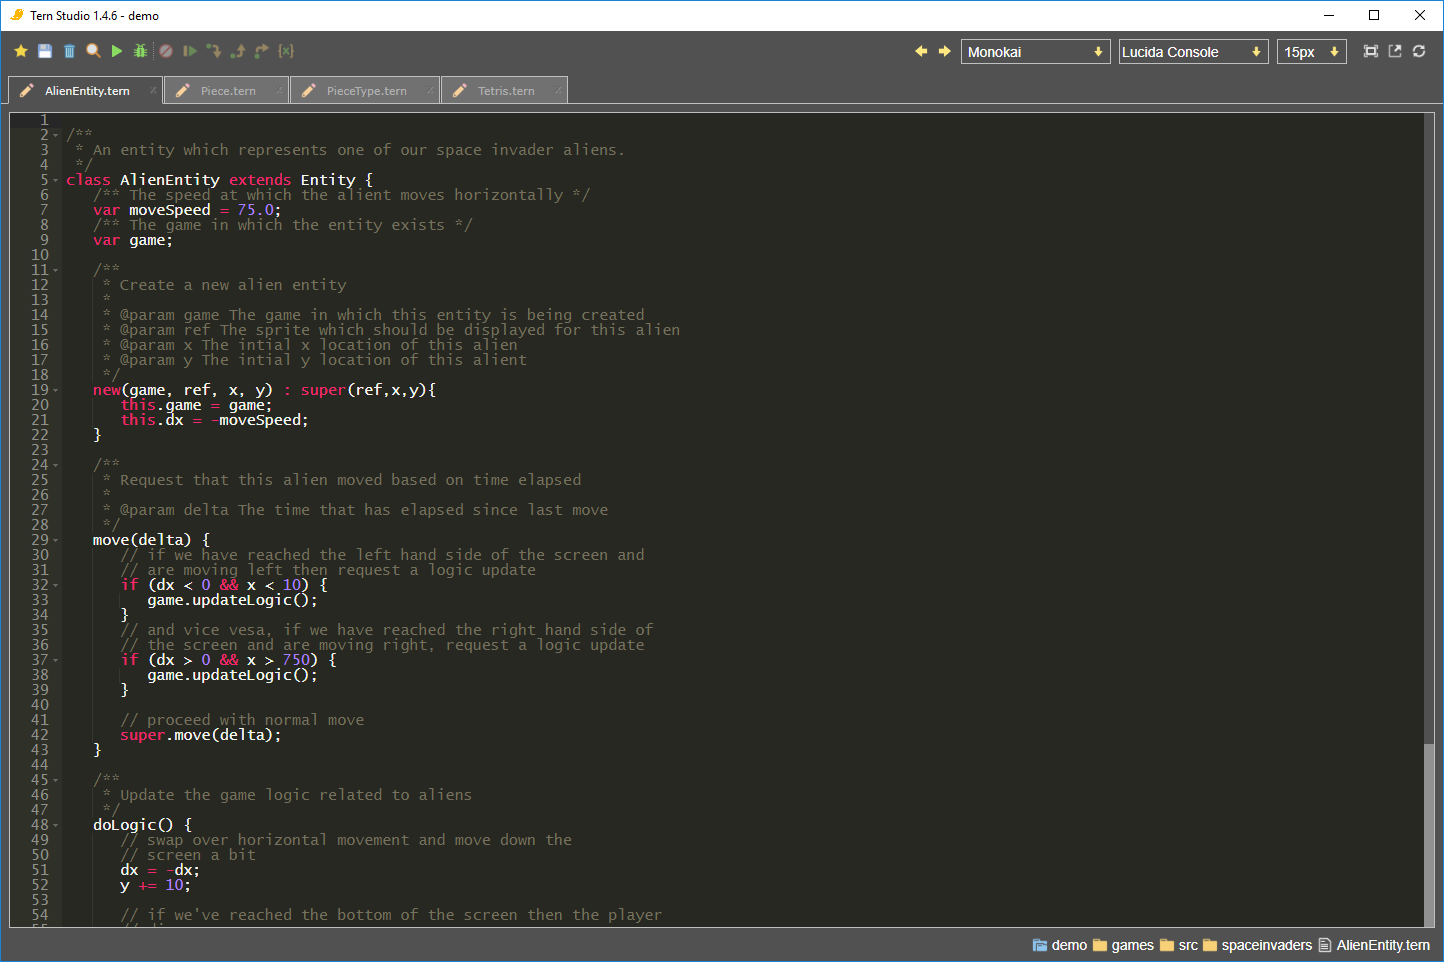 Tern Studio 1.4.6 - demo
Monokai
Lucida Console
15px
AlienEntity.tern
Piece.tern
PieceType.tern
Tetris.tern
1
2 /**
3 * An entity which represents one of our space invader aliens.
4 */
5 class AlienEntity extends Entity {
6 /** The speed at which the alient moves horizontally */
7 var moveSpeed = 75.0;
8 /** The game in which the entity exists */
9 var game;
10
11 /**
12 * Create a new alien entity
13 *
14 * @param game The game in which this entity is being created
15 * @param ref The sprite which should be displayed for this alien
16 * @param x The intial x location of this alien
17 * @param y The intial y location of this alient
18 */
19 new(game, ref, x, y) : super(ref,x,y){
20 this.game = game;
21 this.dx = -moveSpeed;
22 }
23
24 /**
25 * Request that this alien moved based on time elapsed
26 *
27 * @param delta The time that has elapsed since last move
28 */
29 move(delta) {
30 // if we have reached the left hand side of the screen and
31 // are moving left then request a logic update
32 if (dx < 0 && x < 10) {
33 game.updateLogic();
34 }
35 // and vice vesa, if we have reached the right hand side of
36 // the screen and are moving right, request a logic update
37 if (dx > 0 && x > 750) {
38 game.updateLogic();
39 }
40
41 // proceed with normal move
42 super.move(delta);
43 }
44
45 /**
46 * Update the game logic related to aliens
47 */
48 doLogic() {
49 // swap over horizontal movement and move down the
50 // screen a bit
51 dx = -dx;
52 y += 10;
53
54 // if we've reached the bottom of the screen then the player
demo games src spaceinvaders AlienEntity.tern